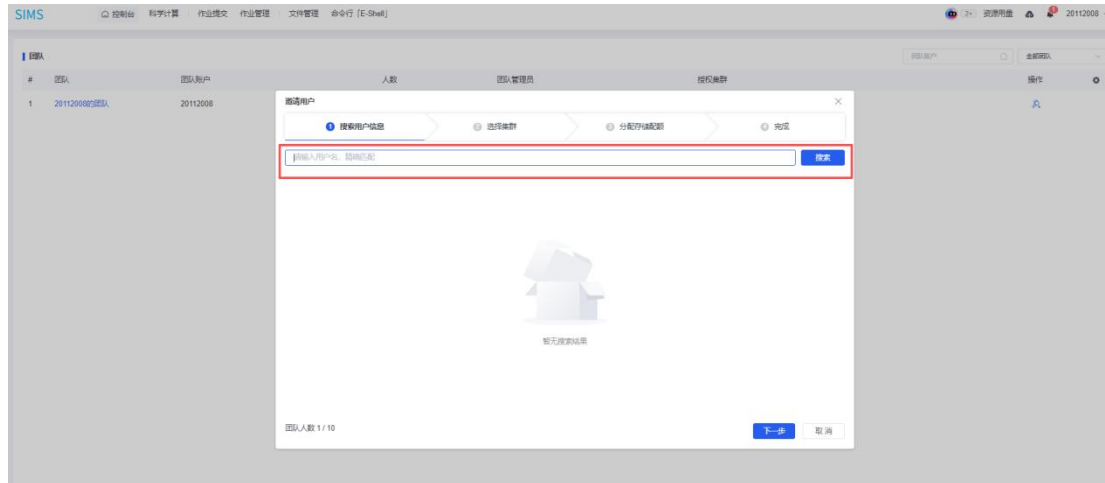 SIMS 控制台 科学计算 作业提交 作业管理 文件管理 命令行「E-Shell」 资源用量 20112008
团队 团队账户 全部团队
# 团队 团队账户 人数 团队管理员 授权集群 操作
1 20112008的团队 20112008
邀请用户
1 搜索用户信息 2 选择集群 3 分配存储配额 4 完成
请输入用户名，精确匹配 搜索
暂无搜索结果
团队人数 1 / 10 下一步 取消